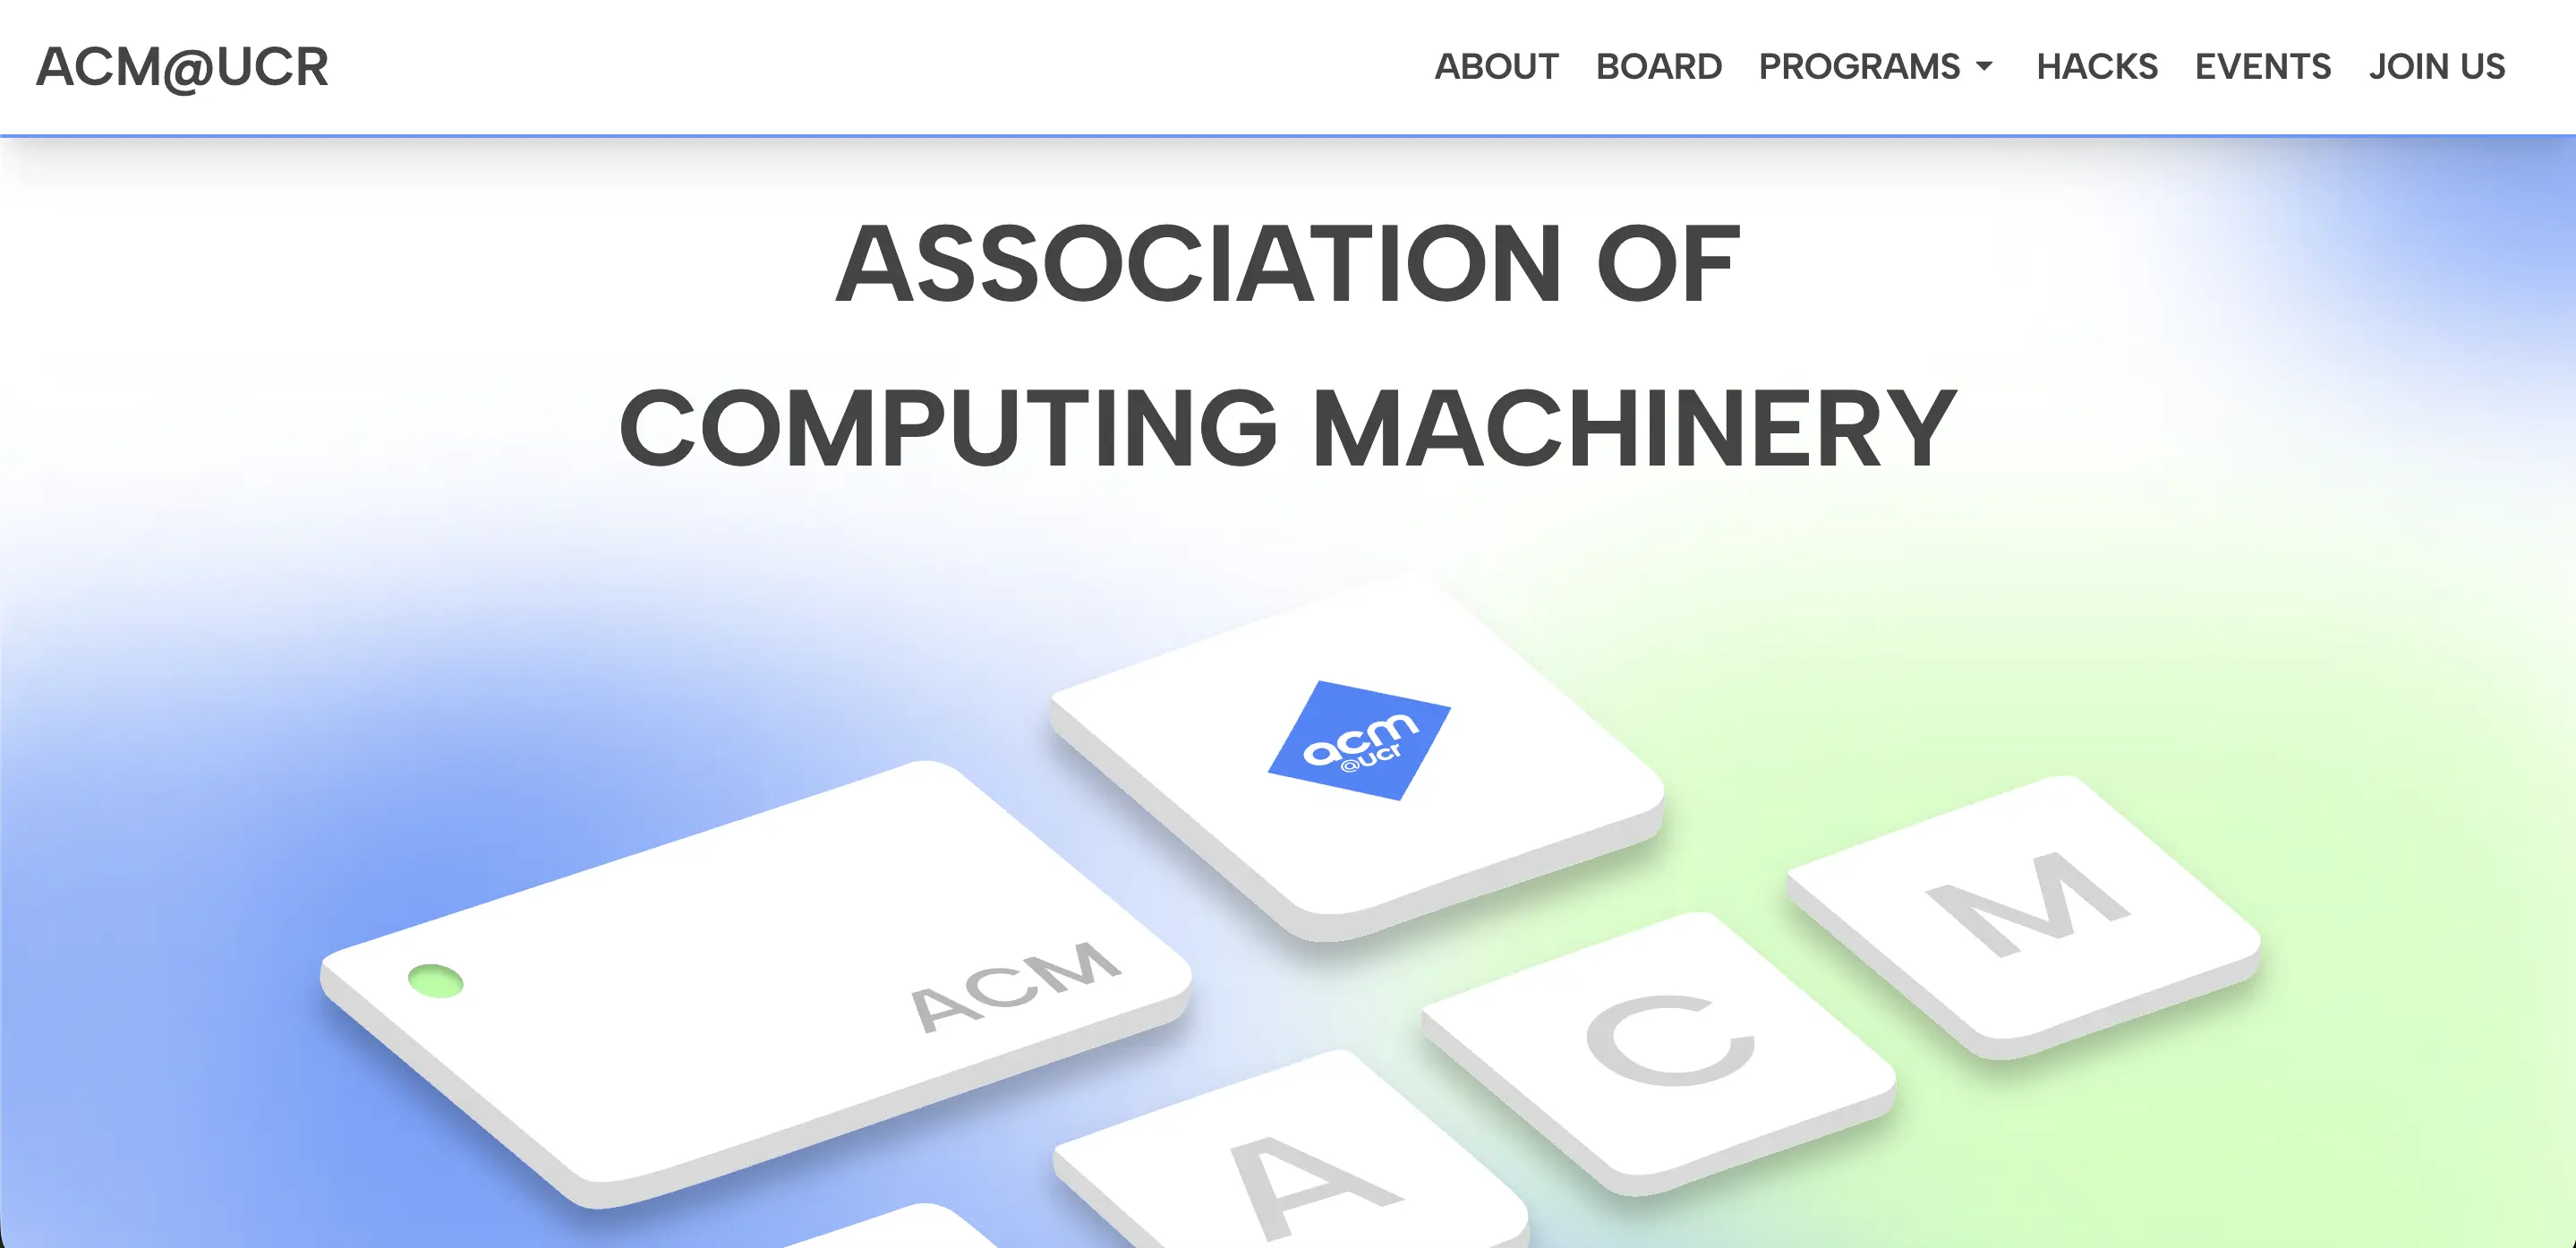 ACM@UCR
ABOUT BOARD PROGRAMS HACKS EVENTS JOIN US
ASSOCIATION OF
COMPUTING MACHINERY
acm
@ucr
ACM
M
C
A